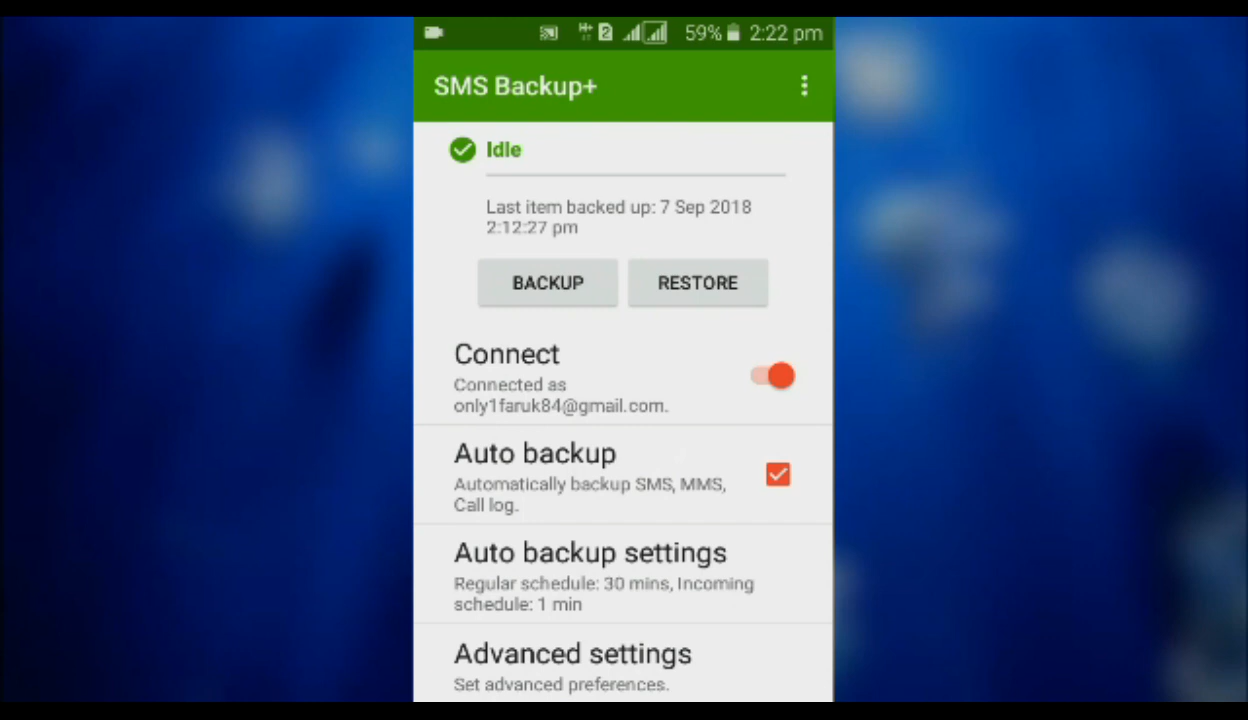 59% 2:22 pm
SMS Backup+
Idle
Last item backed up: 7 Sep 2018
2:12:27 pm
BACKUP RESTORE
Connect
Connected as
only1faruk84@gmail.com.
Auto backup
Automatically backup SMS, MMS,
Call log.
Auto backup settings
Regular schedule: 30 mins, Incoming
schedule: 1 min
Advanced settings
Set advanced preferences.